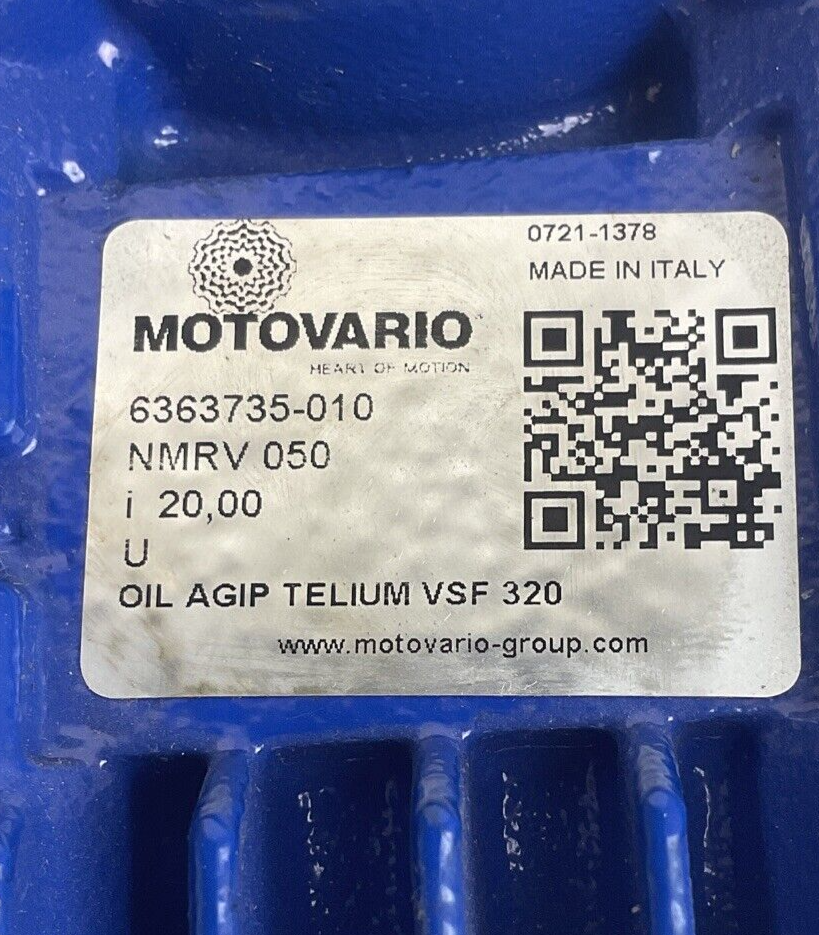 0721-1378
MADE IN ITALY
MOTOVARIO
HEART OF MOTION
6363735-010
NMRV 050
i 20,00
U
OIL AGIP TELIUM VSF 320
www.motovario-group.com